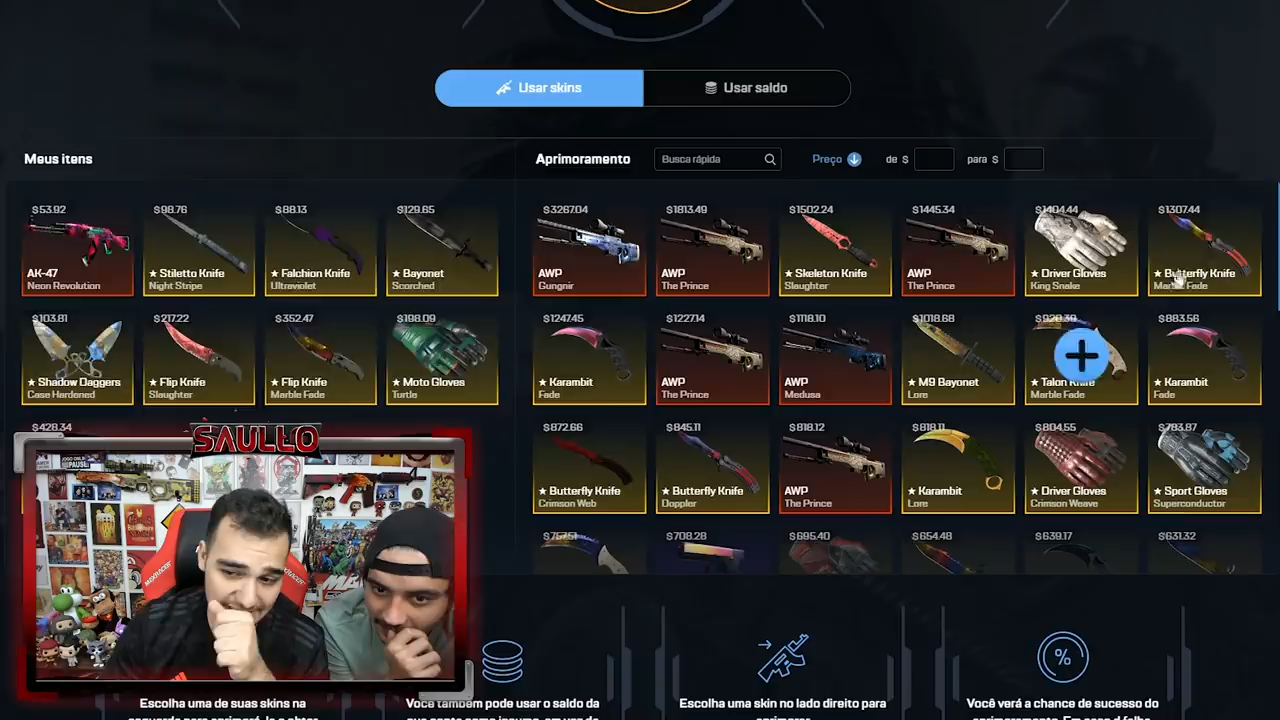 Usar skins
Usar saldo
Meus itens
Aprimoramento
Busca rápida
Preço
de $
para $
$53.92
$98.76
$88.13
$129.65
$3267.04
$1813.49
$1502.24
$1445.34
$1404.44
$1307.44
AK-47
★ Stiletto Knife
★ Falchion Knife
★ Bayonet
AWP
AWP
★ Skeleton Knife
AWP
★ Driver Gloves
★ Butterfly Knife
Neon Revolution
Night Stripe
Ultraviolet
Scorched
Gungnir
The Prince
Slaughter
The Prince
King Snake
Marble Fade
$103.81
$217.22
$352.47
$198.09
$1247.45
$1227.14
$1118.10
$1018.68
$920.39
$883.56
★ Shadow Daggers
★ Flip Knife
★ Flip Knife
★ Moto Gloves
★ Karambit
AWP
AWP
★ M9 Bayonet
★ Talon Knife
★ Karambit
Case Hardened
Slaughter
Marble Fade
Turtle
Fade
The Prince
Medusa
Lore
Marble Fade
Fade
$428.34
$872.66
$845.11
$818.12
$818.11
$804.55
$783.87
SAULLO
★ Butterfly Knife
★ Butterfly Knife
AWP
★ Karambit
★ Driver Gloves
★ Sport Gloves
Crimson Web
Doppler
The Prince
Lore
Crimson Weave
Superconductor
$757.51
$708.28
$695.40
$654.48
$639.17
$631.32
MAXRACER
Escolha uma de suas skins na
Você também pode usar o saldo da
Escolha uma skin no lado direito para
Você verá a chance de sucesso do